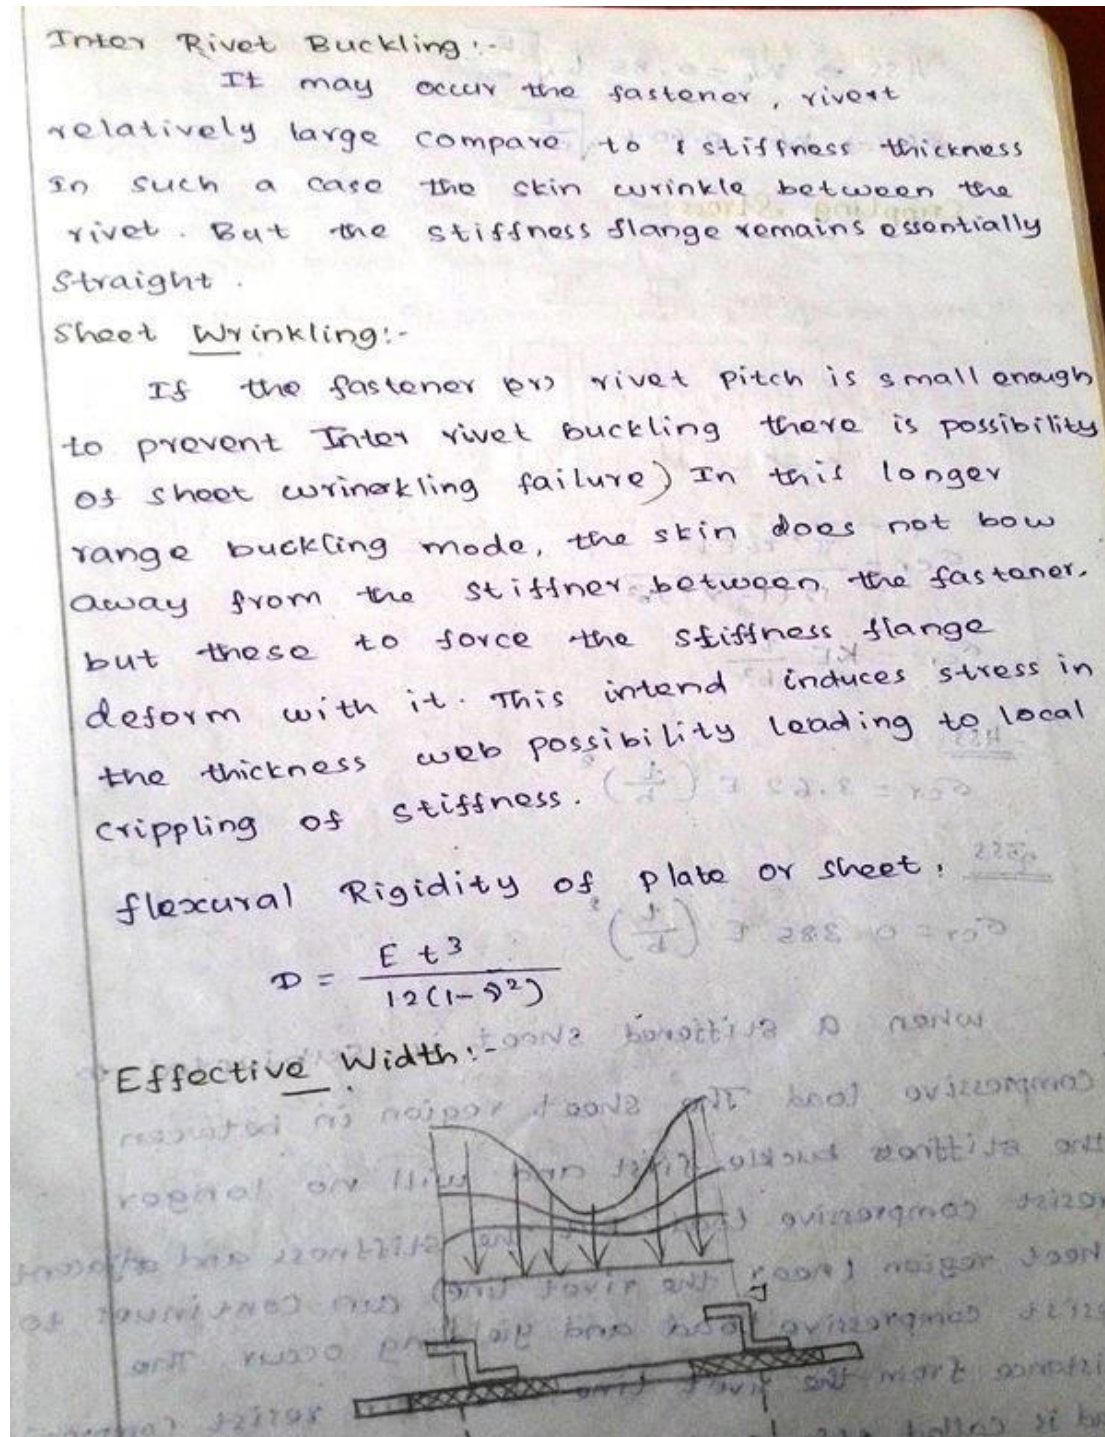 Inter Rivet Buckling :-
It may occur the fastener, rivert
relatively large compare to stiffness thickness
In such a case the skin wrinkle between the
rivet. But the stiffness flange remains essentially
Straight.
Sheet Wrinkling:-
If the fastener (or) rivet pitch is small enough
to prevent Inter rivet buckling there is possibility
of sheet wrinerkling failure) In this longer
range buckling mode, the skin does not bow
away from the stiffner between the fastener.
but these to force the stiffness flange
deform with it. This intend induces stress in
the thickness web possibility leading to local
crippling of stiffness.
flexural Rigidity of plate or sheet,
D = E t³ / 12(1-ν²)
Effective Width :-